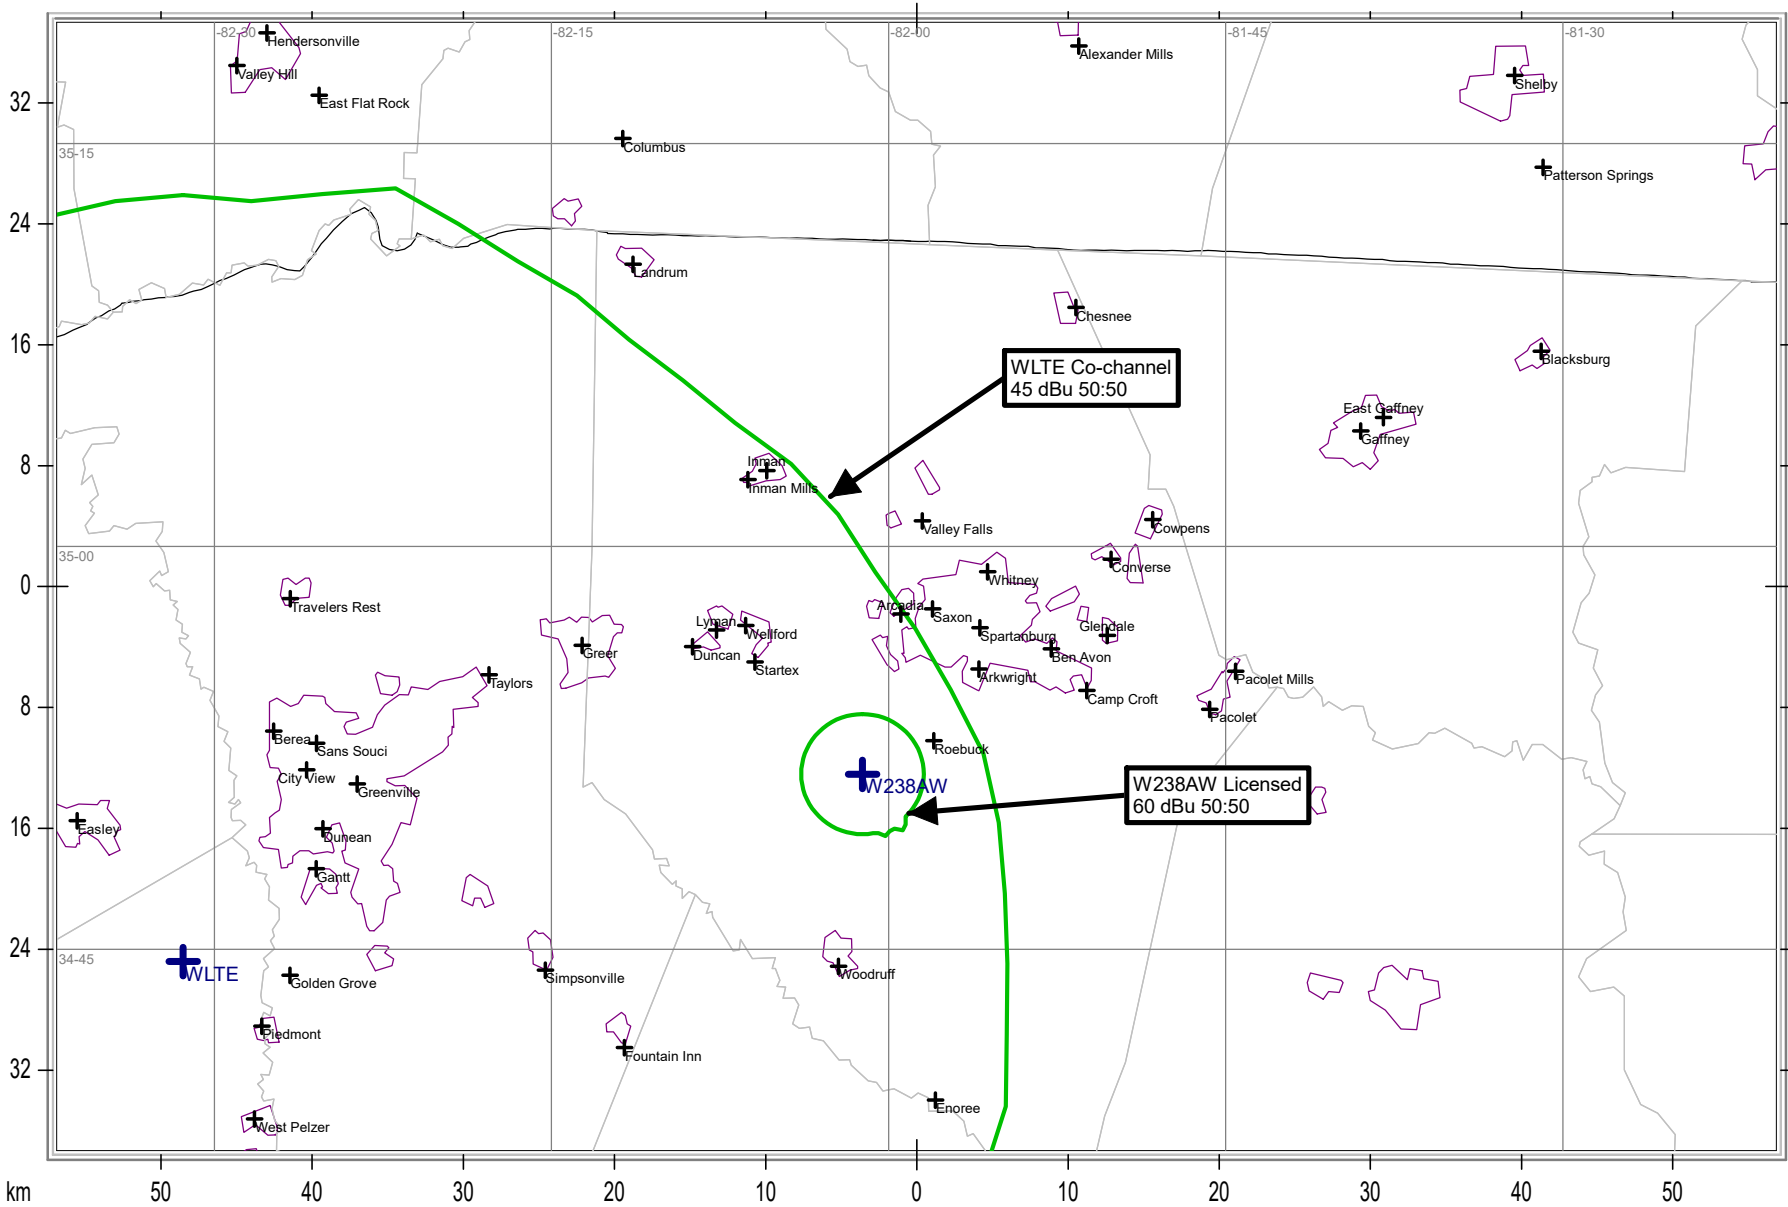 -82-30
-82-15
-82-00
-81-45
-81-30
Hendersonville
Alexander Mills
Valley Hill
Shelby
East Flat Rock
32
Columbus
35-15
Patterson Springs
24
Landrum
Chesnee
16
Blacksburg
WLTE Co-channel
45 dBu 50:50
East Gaffney
Gaffney
8
Inman
Inman Mills
Valley Falls
Cowpens
35-00
Converse
Whitney
0
Travelers Rest
Arcadia
Saxon
Lyman
Wellford
Spartanburg
Glendale
Greer
Duncan
Startex
Ben Avon
Taylors
Arkwright
Pacolet Mills
Camp Croft
8
Pacolet
Berea
Sans Souci
Roebuck
City View
Greenville
W238AW
W238AW Licensed
60 dBu 50:50
Easley
16
Dunean
Gantt
24
34-45
WLTE
Golden Grove
Simpsonville
Woodruff
Piedmont
Fountain Inn
32
Enoree
West Pelzer
km
50
40
30
20
10
0
10
20
30
40
50